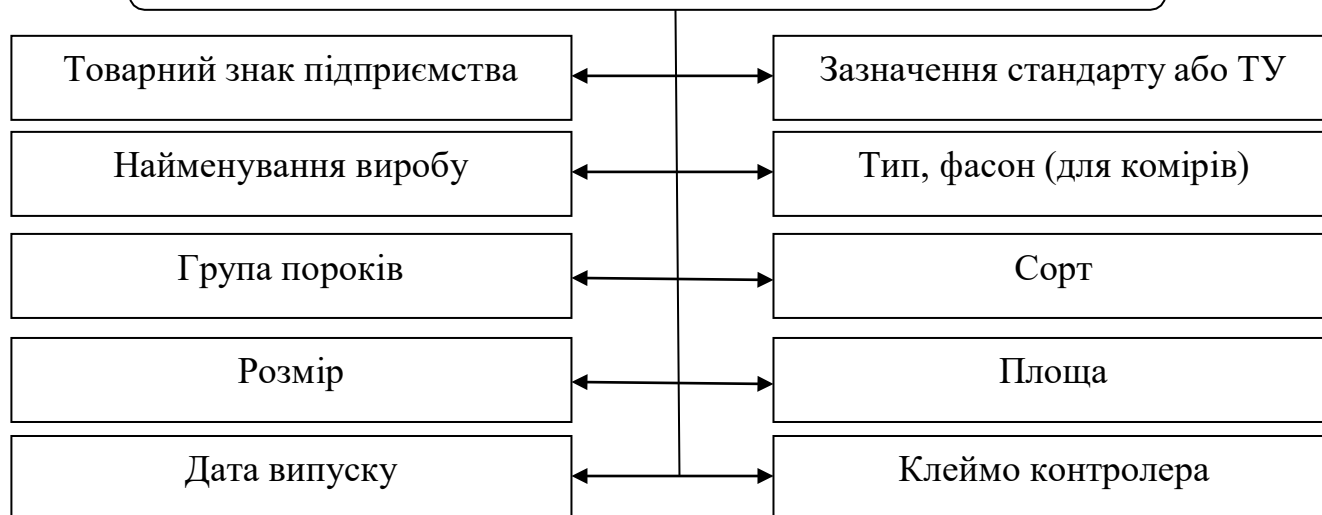 Товарний знак підприємства
Зазначення стандарту або ТУ
Найменування виробу
Тип, фасон (для комірів)
Група пороків
Сорт
Розмір
Площа
Дата випуску
Клеймо контролера